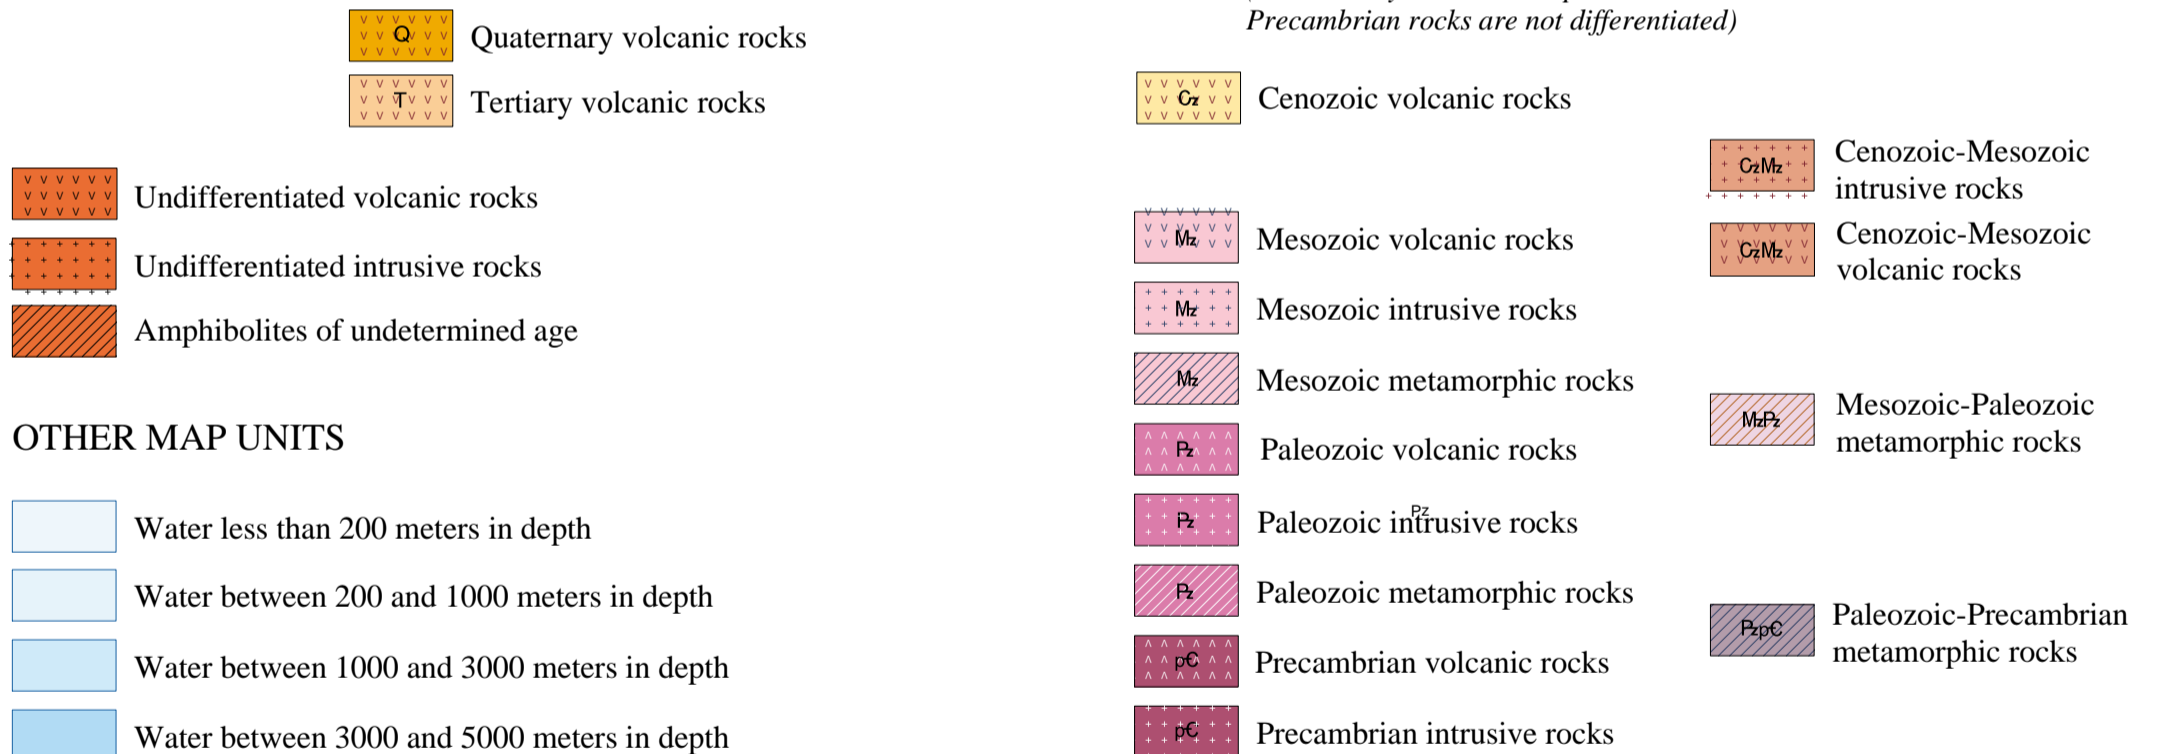 Precambrian rocks are not differentiated)
Q Quaternary volcanic rocks
T Tertiary volcanic rocks
Undifferentiated volcanic rocks
Undifferentiated intrusive rocks
Amphibolites of undetermined age
OTHER MAP UNITS
Water less than 200 meters in depth
Water between 200 and 1000 meters in depth
Water between 1000 and 3000 meters in depth
Water between 3000 and 5000 meters in depth
Cz Cenozoic volcanic rocks
Mz Mesozoic volcanic rocks
Mz Mesozoic intrusive rocks
Mz Mesozoic metamorphic rocks
Pz Paleozoic volcanic rocks
Pz Paleozoic intrusive rocks
Pz
Pz Paleozoic metamorphic rocks
pЄ Precambrian volcanic rocks
pЄ Precambrian intrusive rocks
CzMz Cenozoic-Mesozoic
intrusive rocks
CzMz Cenozoic-Mesozoic
volcanic rocks
MzPz Mesozoic-Paleozoic
metamorphic rocks
PzpЄ Paleozoic-Precambrian
metamorphic rocks